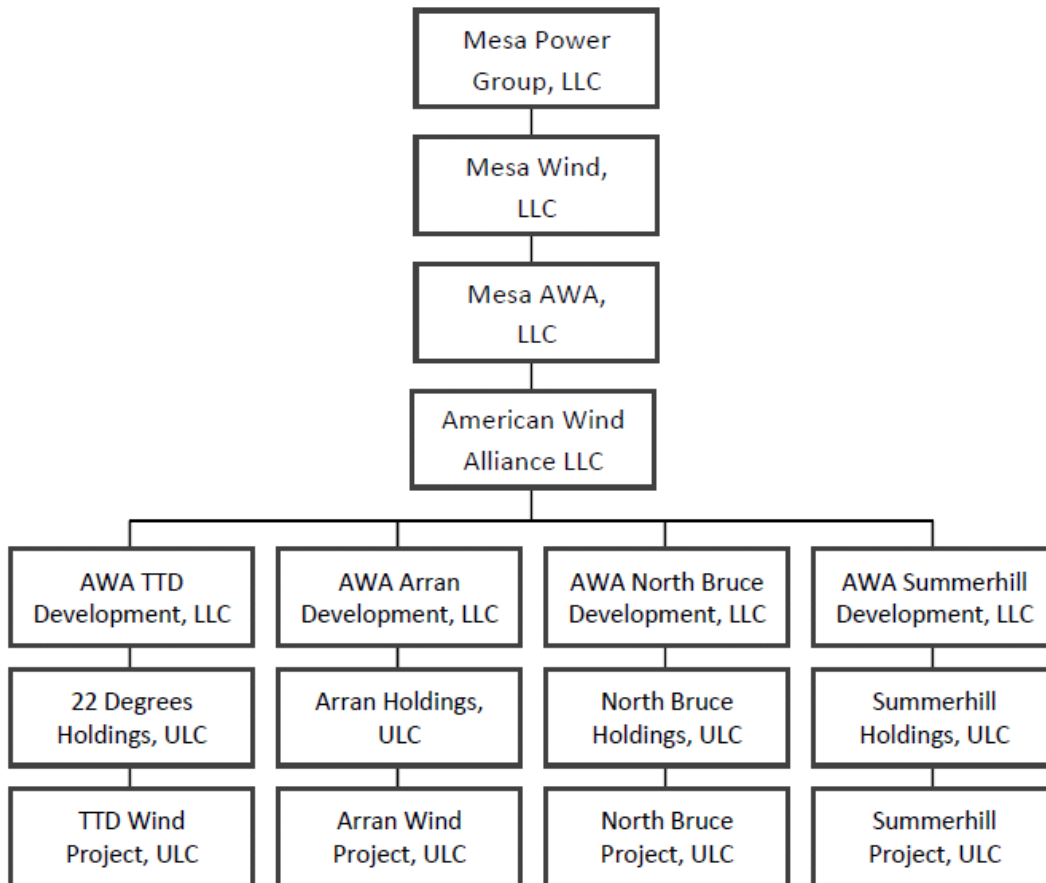 Mesa Power
Group, LLC
Mesa Wind,
LLC
Mesa AWA,
LLC
American Wind
Alliance LLC
AWA TTD
Development, LLC
AWA Arran
Development, LLC
AWA North Bruce
Development, LLC
AWA Summerhill
Development, LLC
22 Degrees
Holdings, ULC
Arran Holdings,
ULC
North Bruce
Holdings, ULC
Summerhill
Holdings, ULC
TTD Wind
Project, ULC
Arran Wind
Project, ULC
North Bruce
Project, ULC
Summerhill
Project, ULC